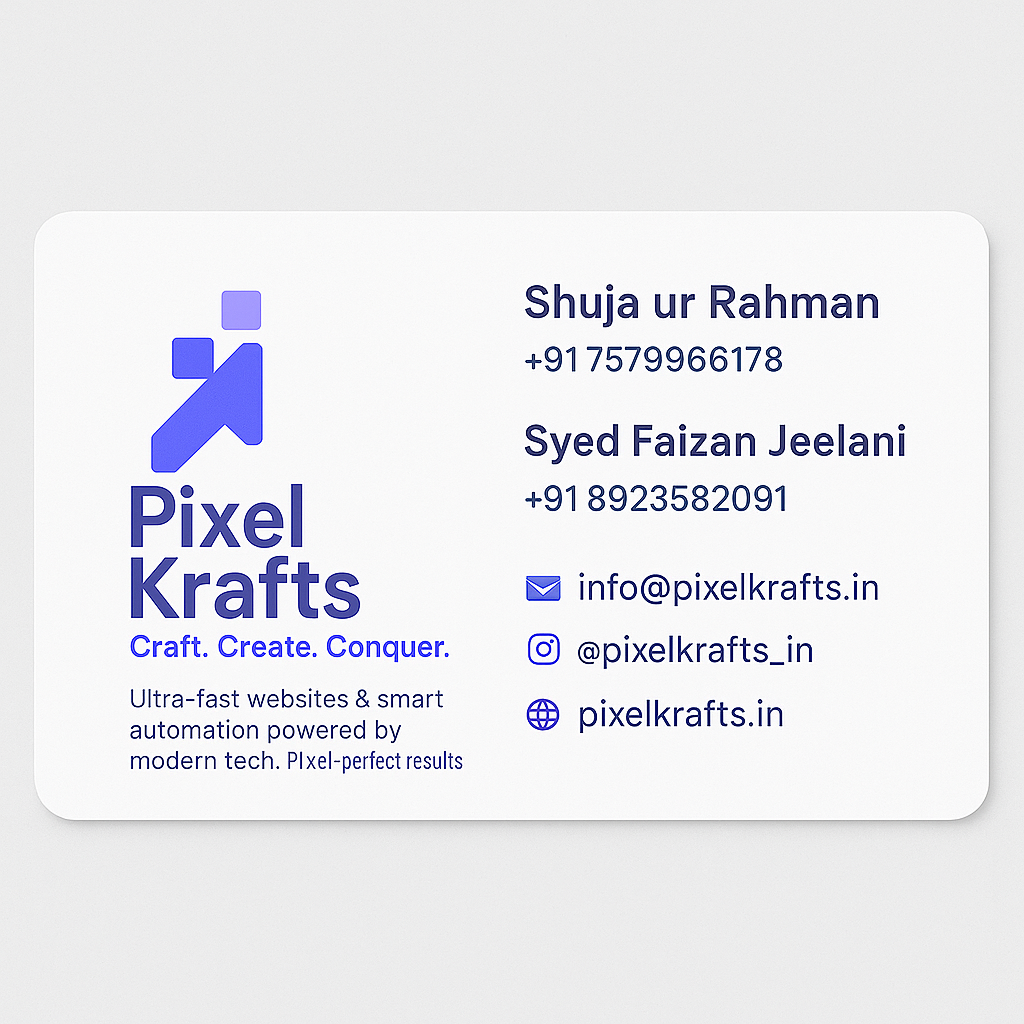 Pixel
Krafts
Craft. Create. Conquer.
Ultra-fast websites & smart
automation powered by
modern tech. PIxel-perfect results
Shuja ur Rahman
+91 7579966178
Syed Faizan Jeelani
+91 8923582091
info@pixelkrafts.in
@pixelkrafts_in
pixelkrafts.in